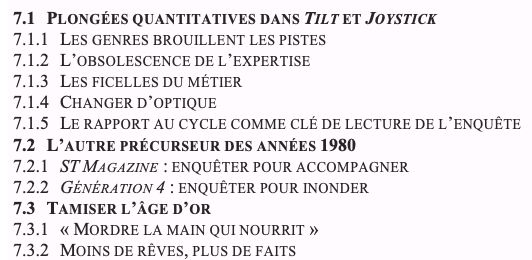 7.1 PLONGÉES QUANTITATIVES DANS TILT ET JOYSTICK
7.1.1 LES GENRES BROUILLENT LES PISTES
7.1.2 L’OBSOLESCENCE DE L’EXPERTISE
7.1.3 LES FICELLES DU MÉTIER
7.1.4 CHANGER D’OPTIQUE
7.1.5 LE RAPPORT AU CYCLE COMME CLÉ DE LECTURE DE L’ENQUÊTE
7.2 L’AUTRE PRÉCURSEUR DES ANNÉES 1980
7.2.1 ST MAGAZINE : ENQUÊTER POUR ACCOMPAGNER
7.2.2 GÉNÉRATION 4 : ENQUÊTER POUR INONDER
7.3 TAMISER L’ÂGE D’OR
7.3.1 « MORDRE LA MAIN QUI NOURRIT »
7.3.2 MOINS DE RÊVES, PLUS DE FAITS